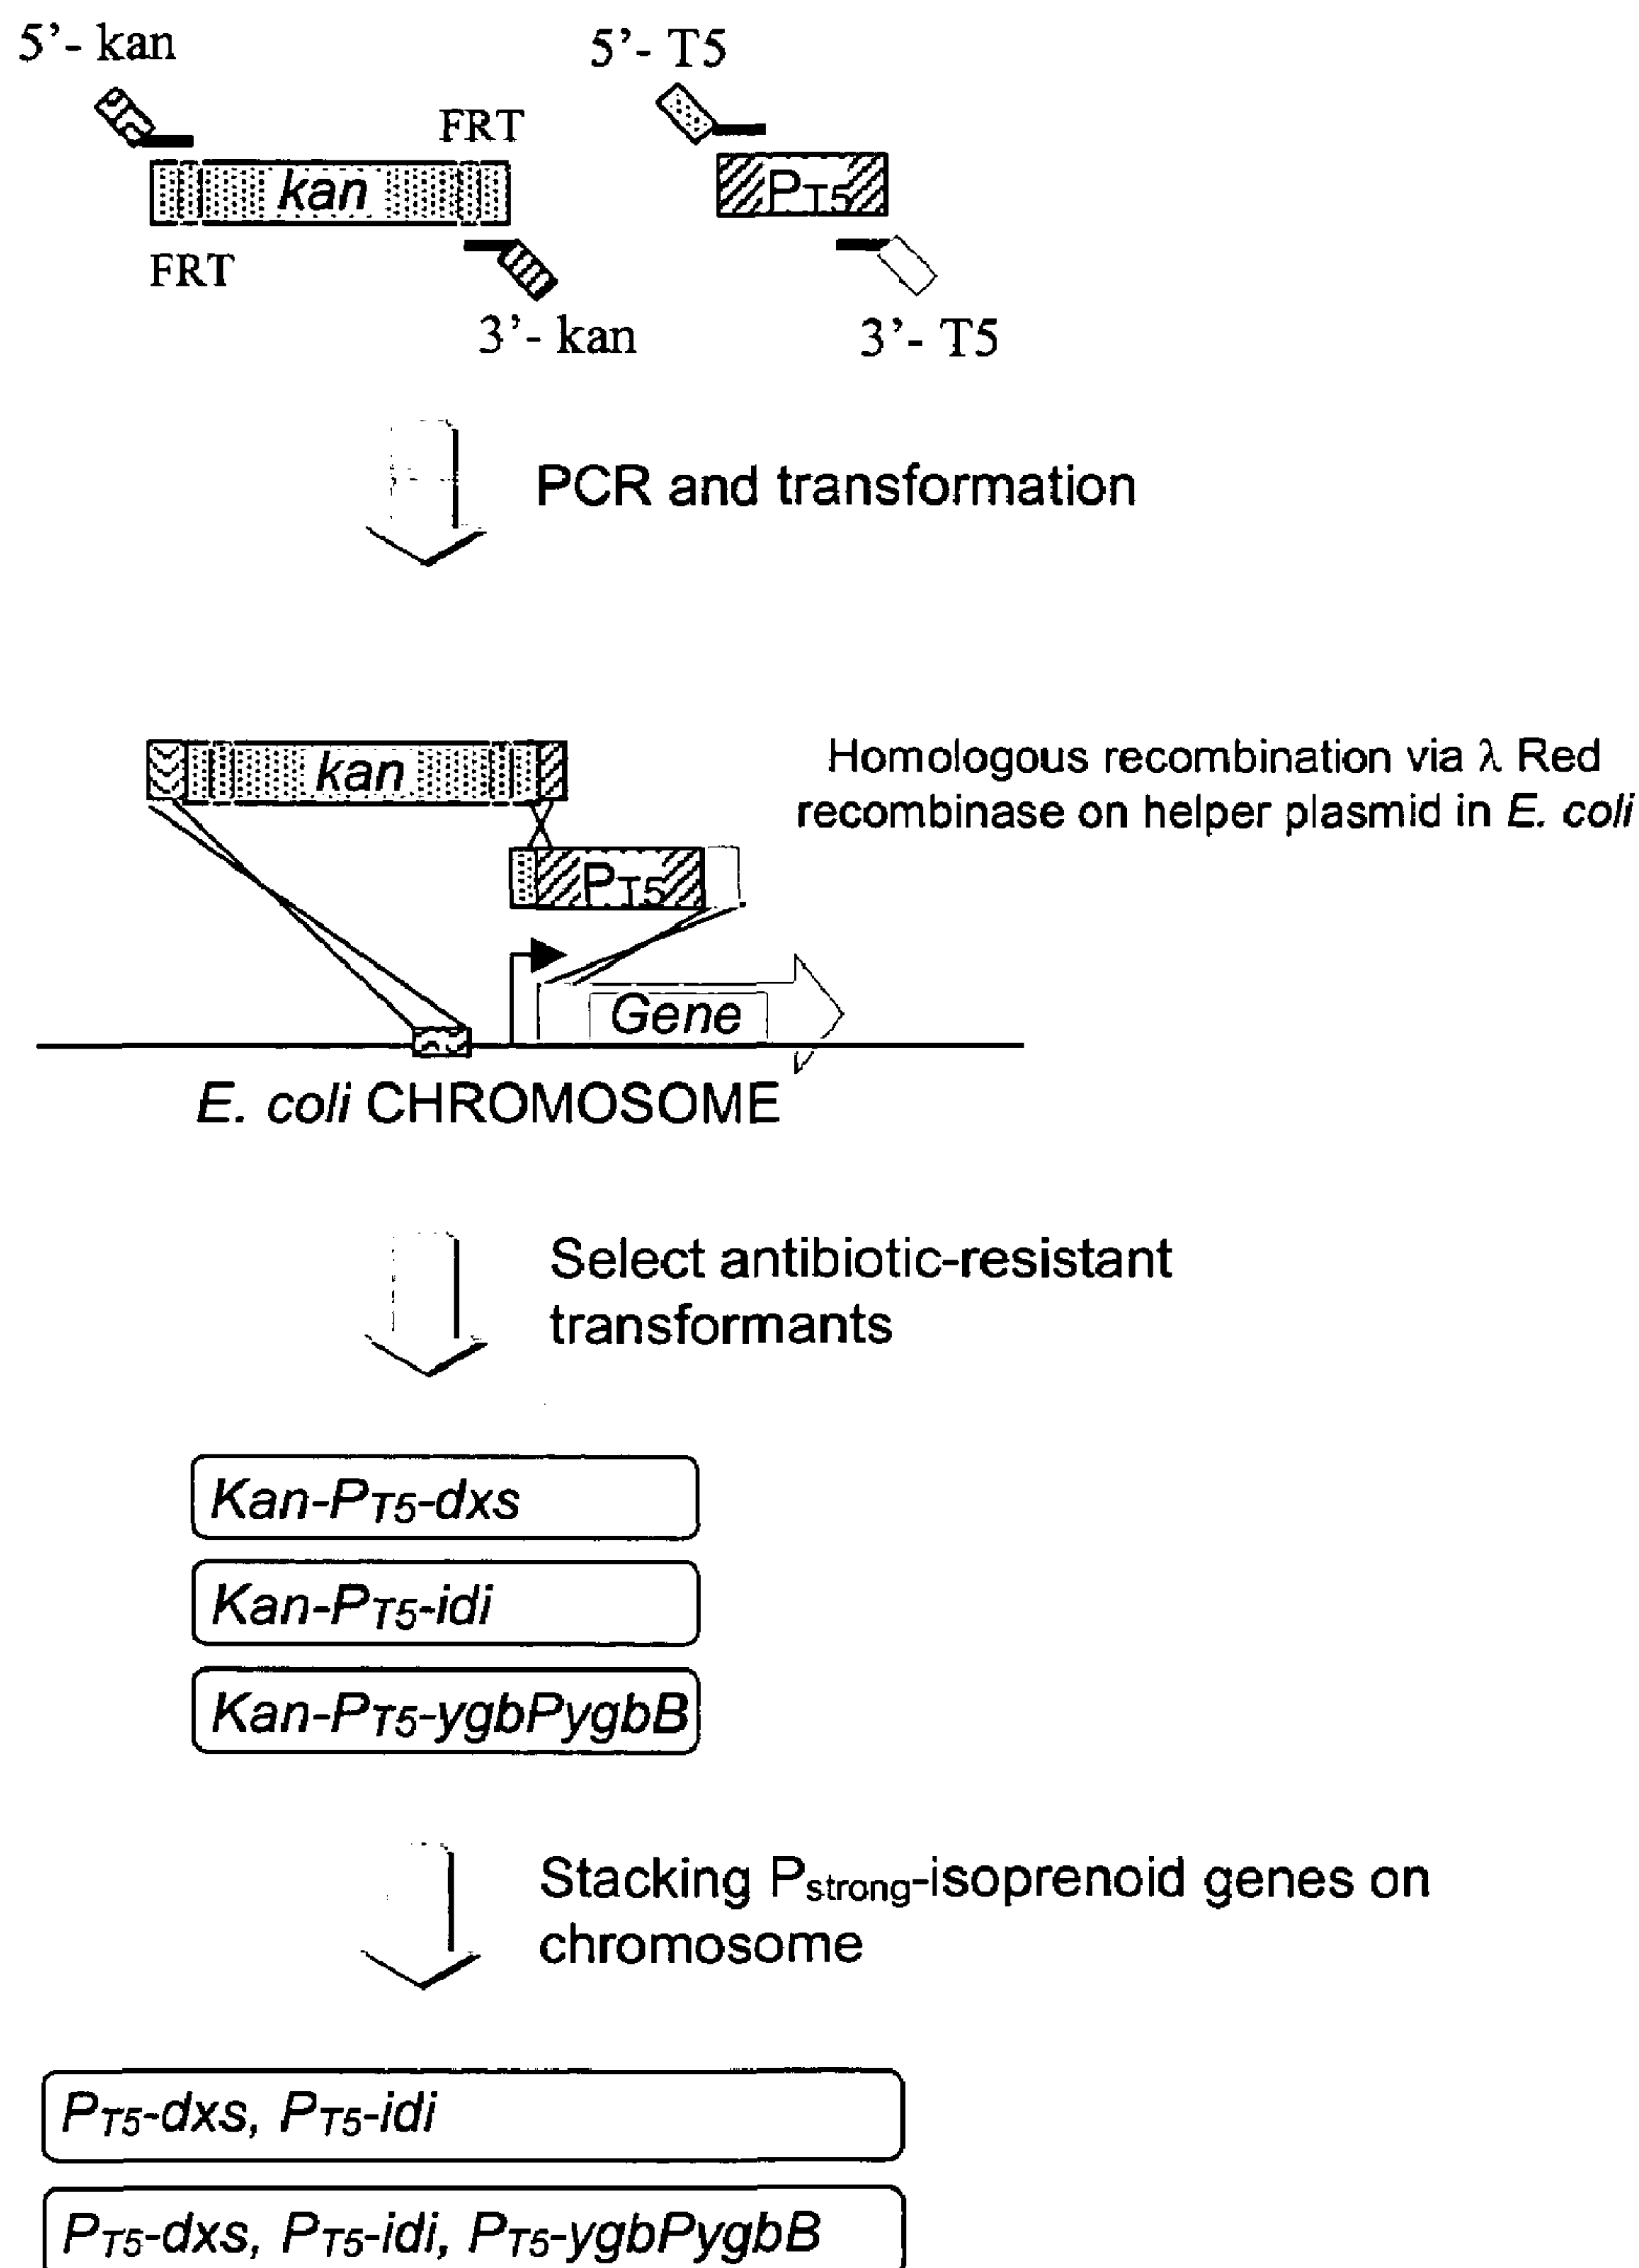 5’- kan
5’- T5
FRT
kan
PT5
FRT
3’- kan
3’- T5
PCR and transformation
kan
Homologous recombination via λ Red
recombinase on helper plasmid in E. coli
PT5
Gene
E. coli CHROMOSOME
Select antibiotic-resistant
transformants
Kan-PT5-dxs
Kan-PT5-idi
Kan-PT5-ygbPygbB
Stacking Pstrong-isoprenoid genes on
chromosome
PT5-dxs, PT5-idi
PT5-dxs, PT5-idi, PT5-ygbPygbB